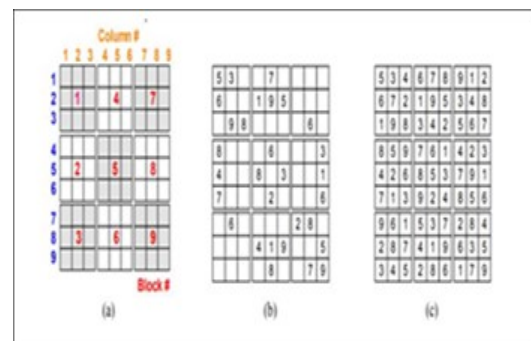 Column #
1 2 3 4 5 6 7 8 9
1
2 1 4 7
3
4
5 2 5 8
6
7
8 3 6 9
9
Block #
(a)
5 3 7
6 1 9 5
9 8 6
8 6 3
4 8 3 1
7 2 6
6 2 8
4 1 9 5
8 7 9
(b)
5 3 4 6 7 8 9 1 2
6 7 2 1 9 5 3 4 8
1 9 8 3 4 2 5 6 7
8 5 9 7 6 1 4 2 3
4 2 6 8 5 3 7 9 1
7 1 3 9 2 4 8 5 6
9 6 1 5 3 7 2 8 4
2 8 7 4 1 9 6 3 5
3 4 5 2 8 6 1 7 9
(c)